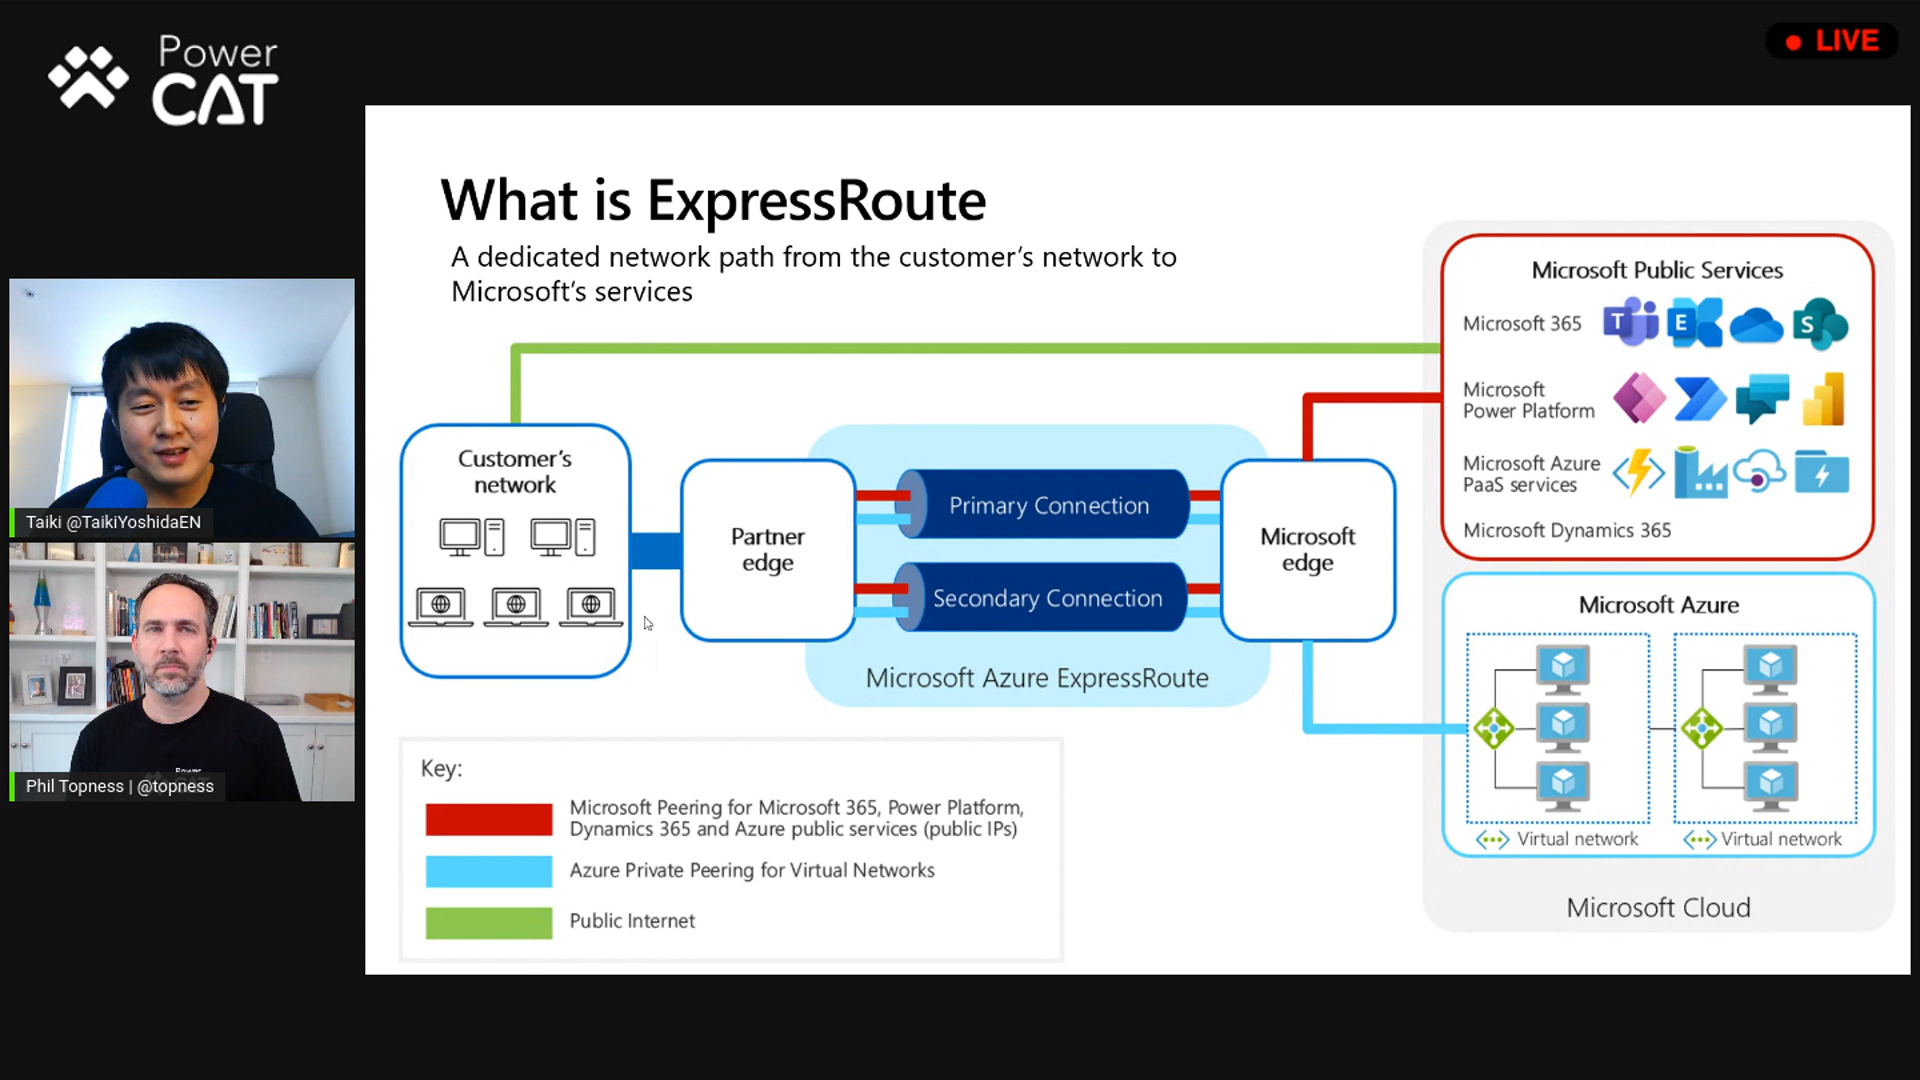 Power
CAT
LIVE
What is ExpressRoute
A dedicated network path from the customer's network to
Microsoft's services
Microsoft Public Services
Microsoft 365
T
E
S
Microsoft
Power Platform
Microsoft Azure
PaaS services
Microsoft Dynamics 365
Customer's
network
Partner
edge
Primary Connection
Secondary Connection
Microsoft
edge
Microsoft Azure ExpressRoute
Microsoft Azure
Virtual network
Virtual network
Microsoft Cloud
Key:
Microsoft Peering for Microsoft 365, Power Platform,
Dynamics 365 and Azure public services (public IPs)
Azure Private Peering for Virtual Networks
Public Internet
Taiki @TaikiYoshidaEN
Power
Phil Topness | @topness